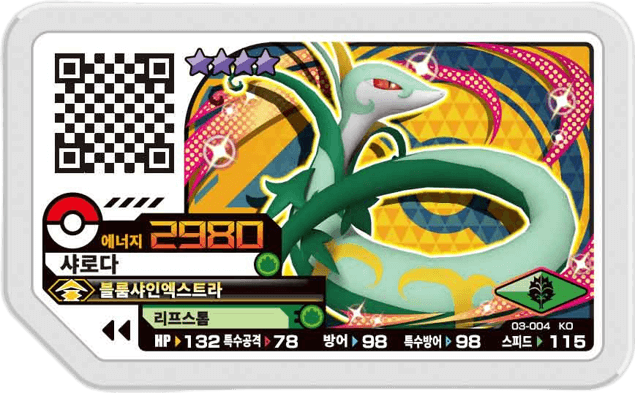 에너지 2980
샤로다
블룸샤인엑스트라
리프스톰
03-004 KO
HP 132 특수공격 78 방어 98 특수방어 98 스피드 115